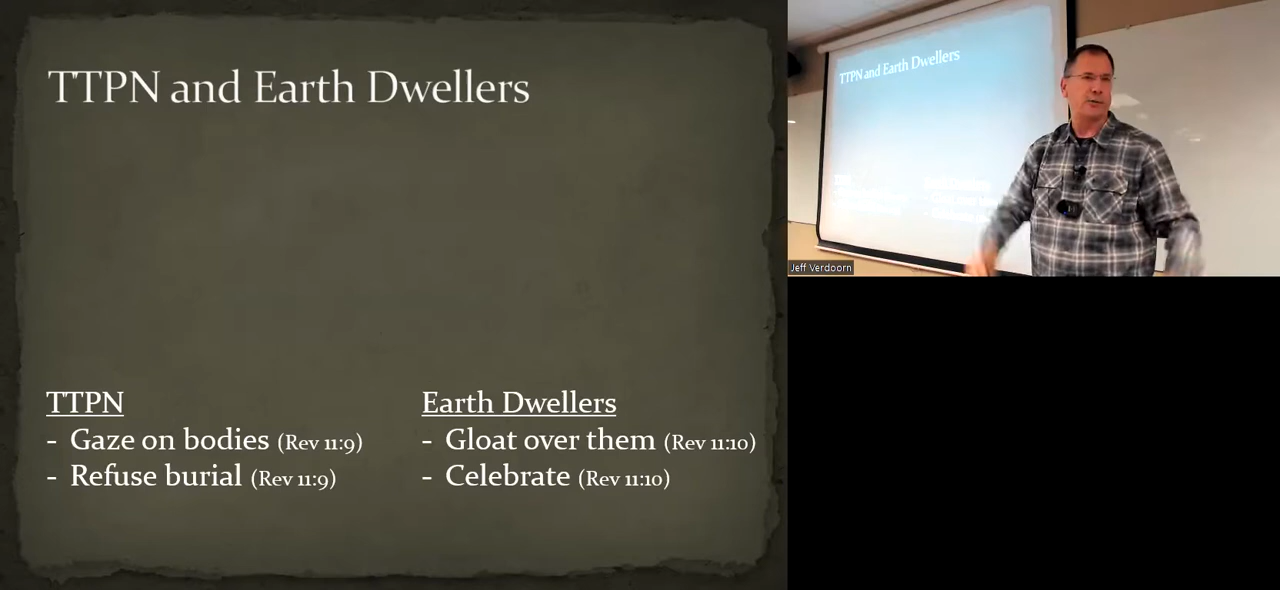 TTPN and Earth Dwellers
TTPN
- Gaze on bodies (Rev 11:9)
- Refuse burial (Rev 11:9)
Earth Dwellers
- Gloat over them (Rev 11:10)
- Celebrate (Rev 11:10)
TTPN and Earth Dwellers
Jeff Verdoorn